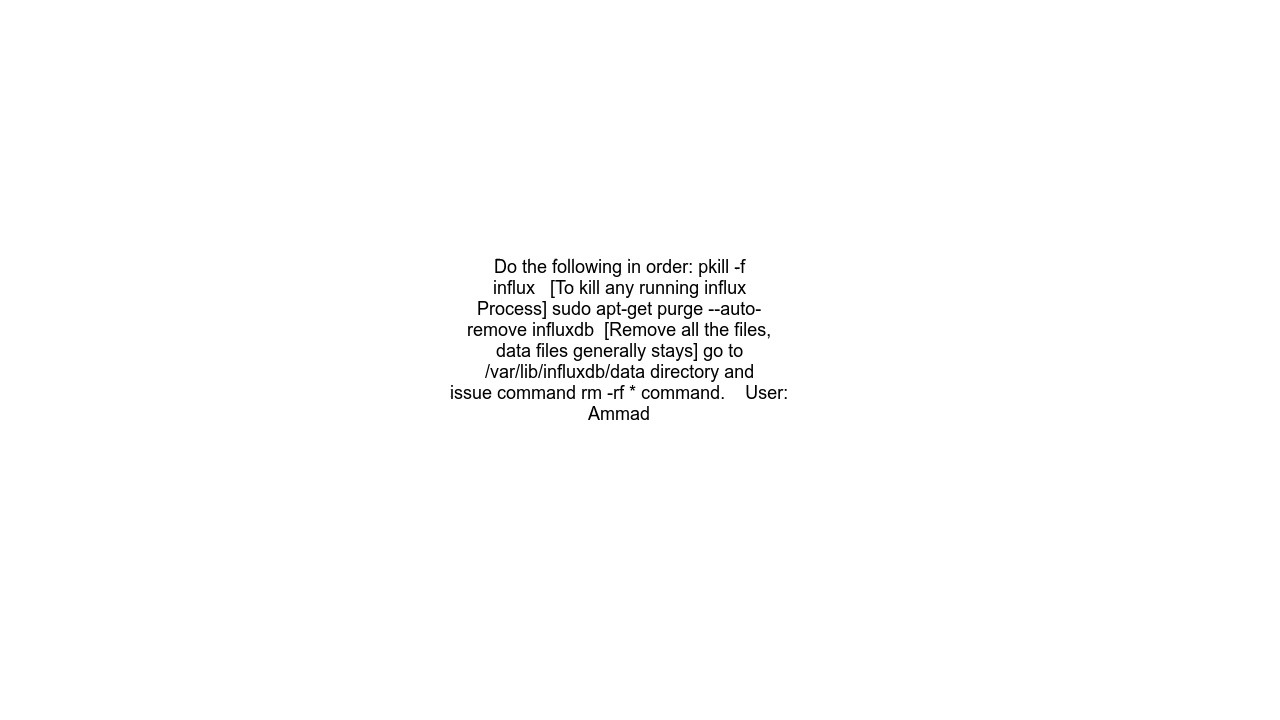 Do the following in order: pkill -f
influx   [To kill any running influx
Process] sudo apt-get purge --auto-
remove influxdb  [Remove all the files,
data files generally stays] go to
/var/lib/influxdb/data directory and
issue command rm -rf * command.    User:
Ammad